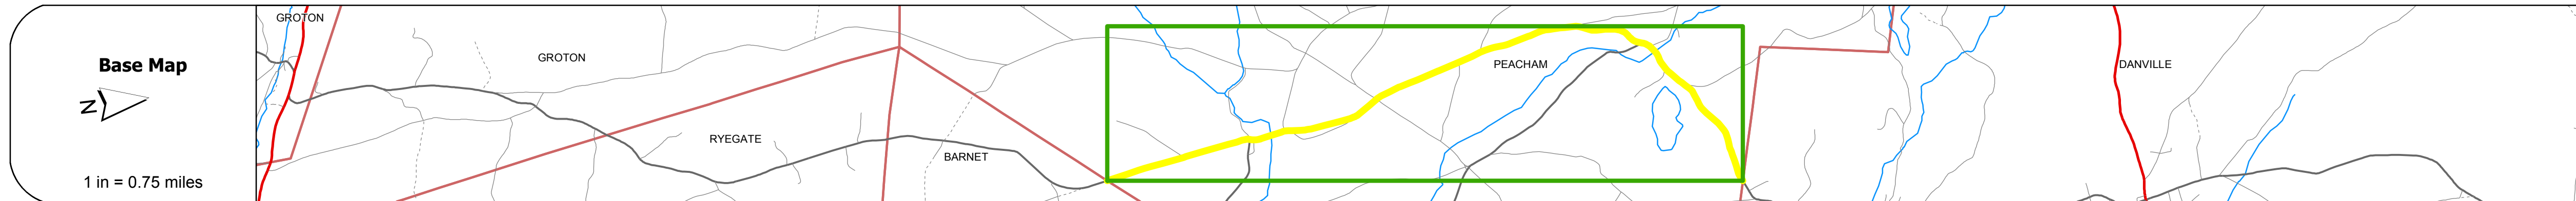 Base Map
N
1 in = 0.75 miles
GROTON
GROTON
RYEGATE
BARNET
PEACHAM
DANVILLE